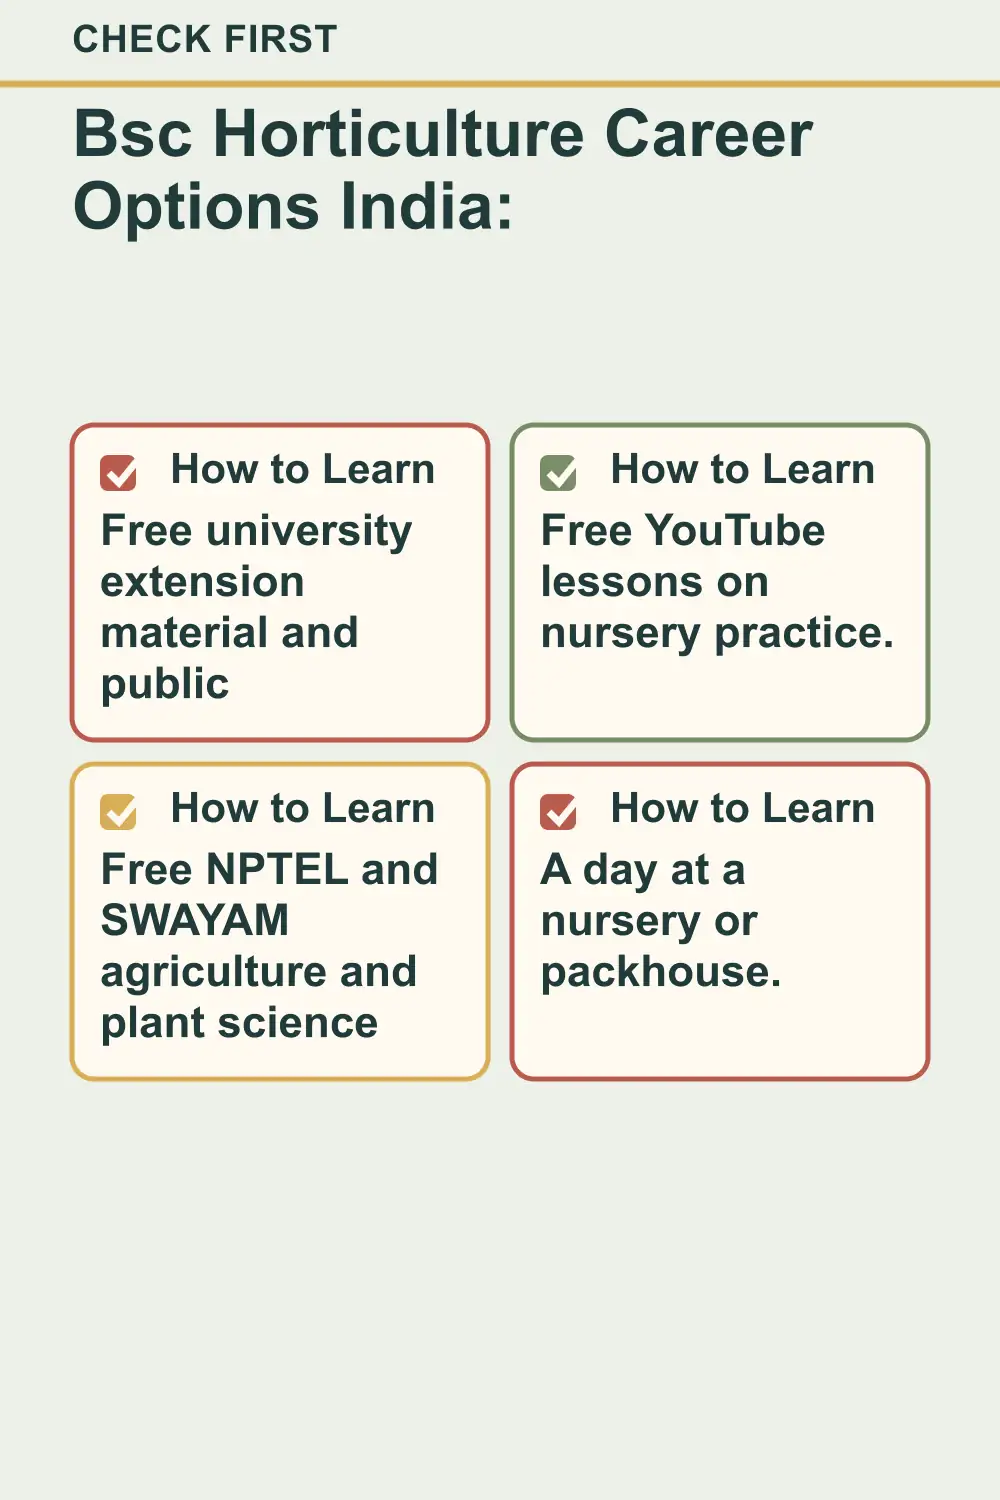 CHECK FIRST
Bsc Horticulture Career
Options India:
How to Learn
Free university
extension
material and
public
How to Learn
Free YouTube
lessons on
nursery practice.
How to Learn
Free NPTEL and
SWAYAM
agriculture and
plant science
How to Learn
A day at a
nursery or
packhouse.